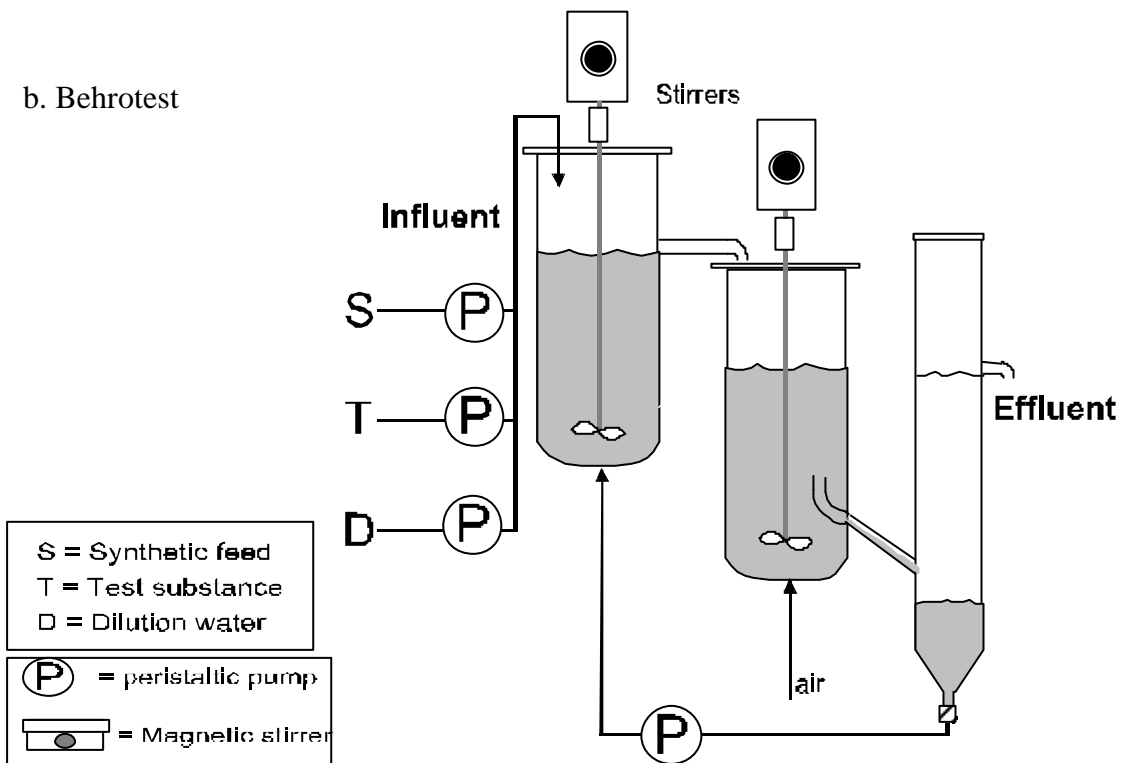 b. Behrotest
Stirrers
Influent
S P
T P
D P
Effluent
air
P
S = Synthetic feed
T = Test substance
D = Dilution water
P = peristaltic pump
= Magnetic stirrer